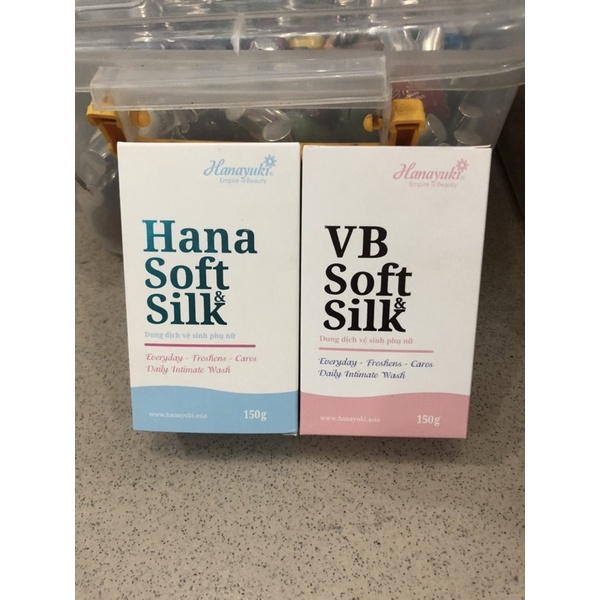 Hanayuki®
Empire of Beauty
Hana
Soft
&
Silk
Dung dịch vệ sinh phụ nữ
Everyday - Freshens - Cares
Daily Intimate Wash
www.hanayuki.asia
150g
Hanayuki®
Empire of Beauty
VB
Soft
&
Silk
Dung dịch vệ sinh phụ nữ
Everyday - Freshens - Cares
Daily Intimate Wash
www.hanayuki.asia
150g